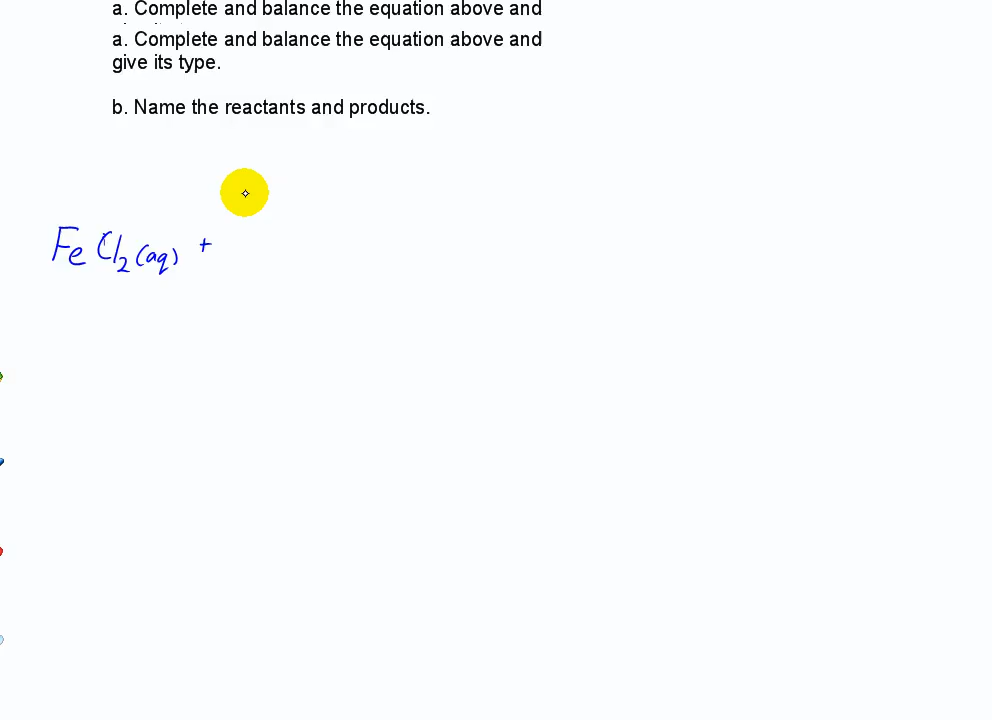 a. Complete and balance the equation above and
a. Complete and balance the equation above and
give its type.
b. Name the reactants and products.
FeCl₂(aq) +